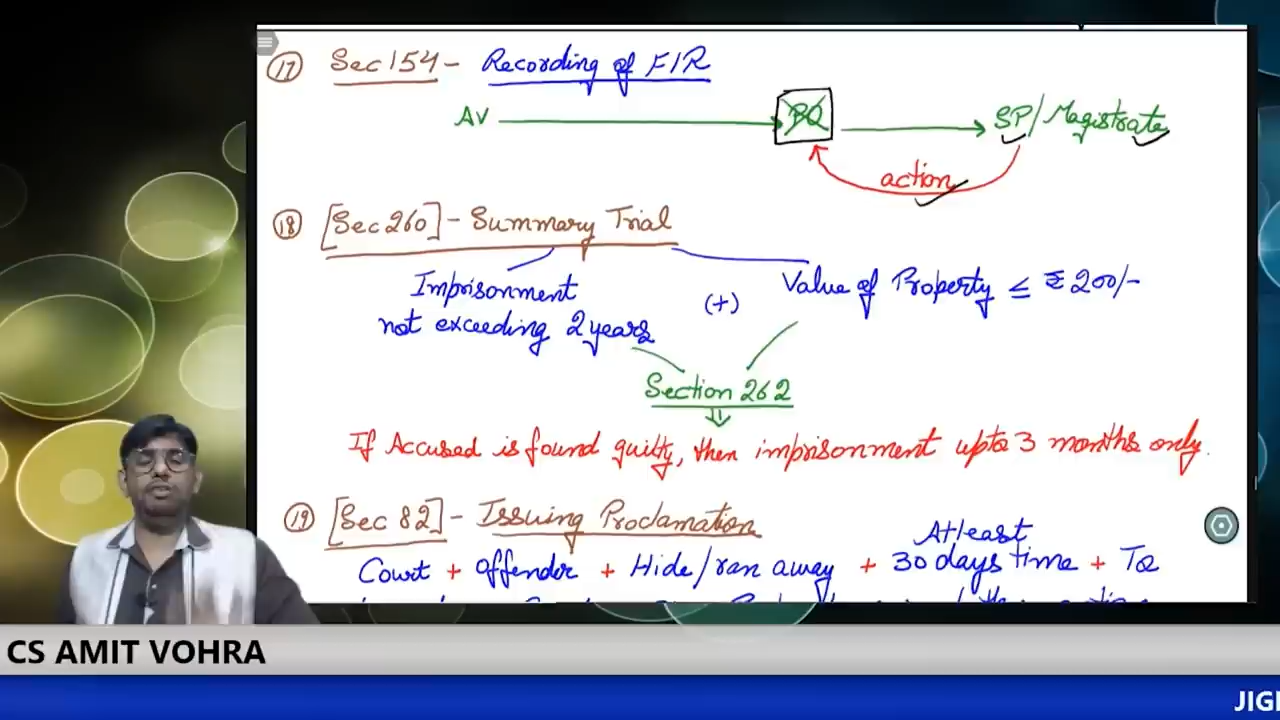 17 Sec 154 - Recording of FIR
AV PO SP/Magistrate
action
18 [Sec 260] - Summary Trial
Imprisonment (+) Value of Property ≤ ₹ 200/-
not exceeding 2 years
Section 262
If Accused is found guilty, then imprisonment upto 3 months only.
19 [Sec 82] - Issuing Proclamation
Atleast
Court + offender + Hide/ran away + 30 days time + To
CS AMIT VOHRA
JIG